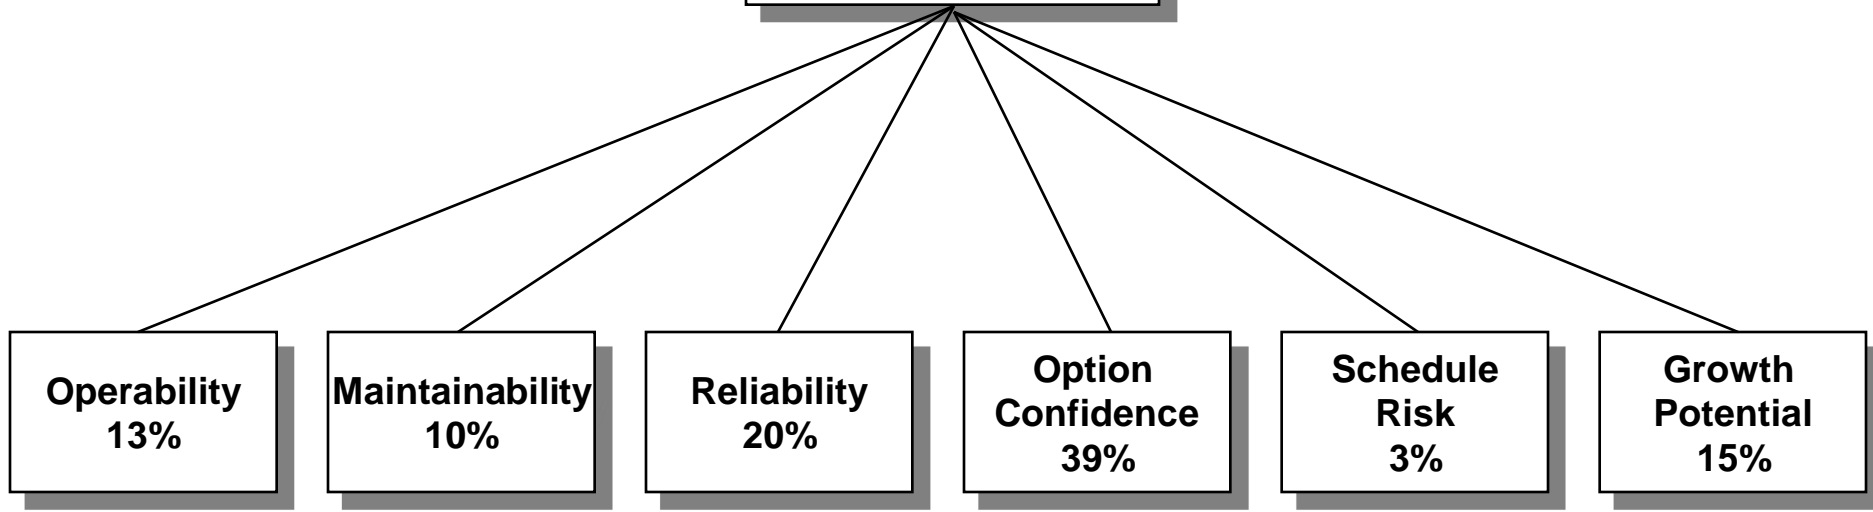 Operability
13%
Maintainability
10%
Reliability
20%
Option
Confidence
39%
Schedule
Risk
3%
Growth
Potential
15%